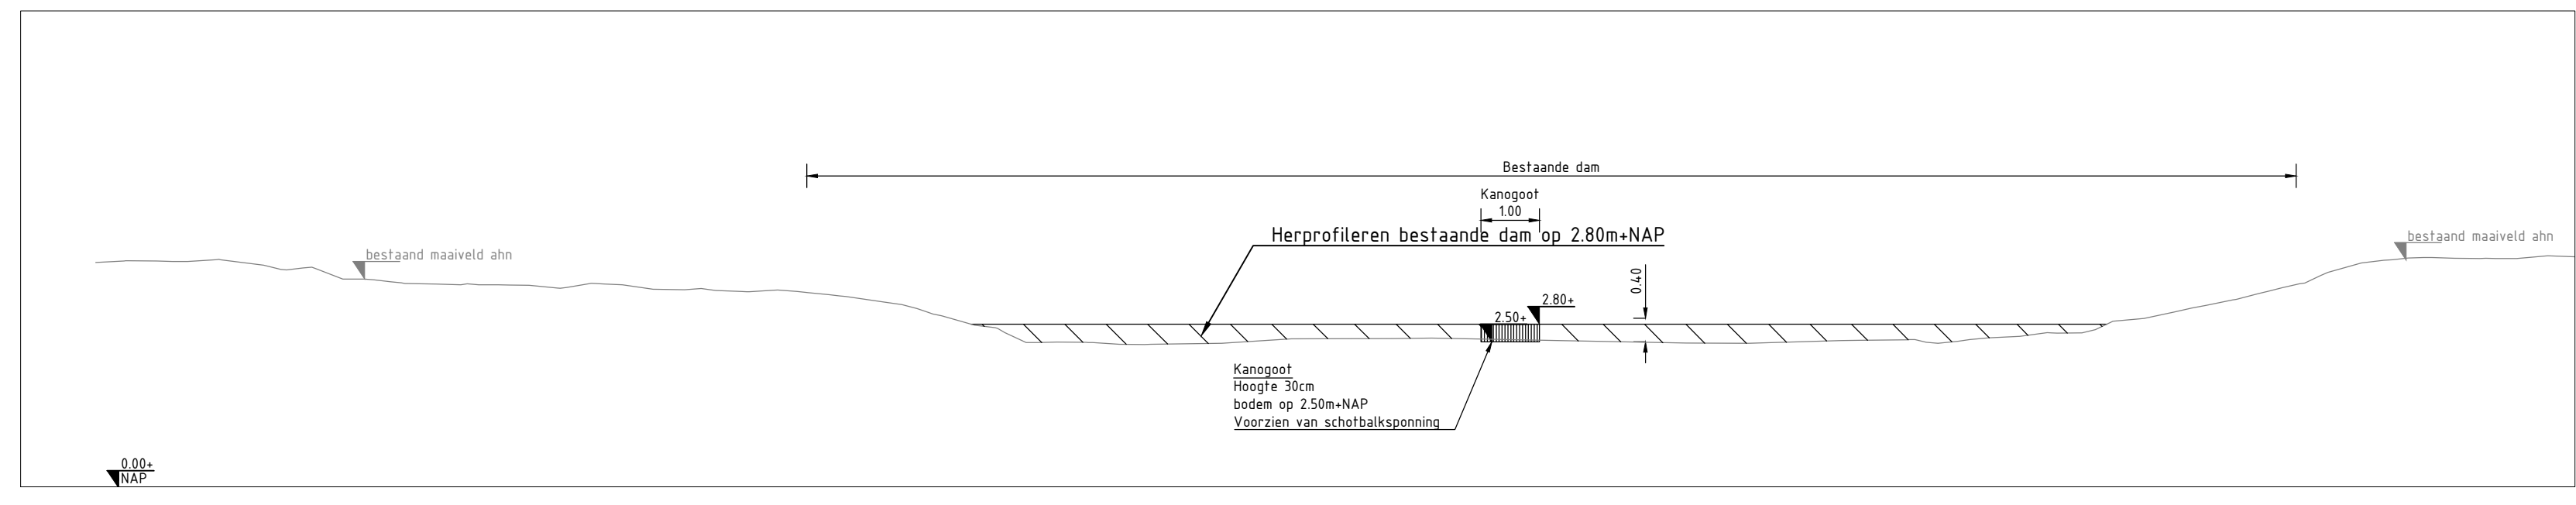 Bestaande dam
Kanogoot
1.00
Herprofileren bestaande dam op 2.80m+NAP
bestaand maaiveld ahn
bestaand maaiveld ahn
0.40
2.80+
2.50+
Kanogoot
Hoogte 30cm
bodem op 2.50m+NAP
Voorzien van schotbalksponning
0.00+
NAP